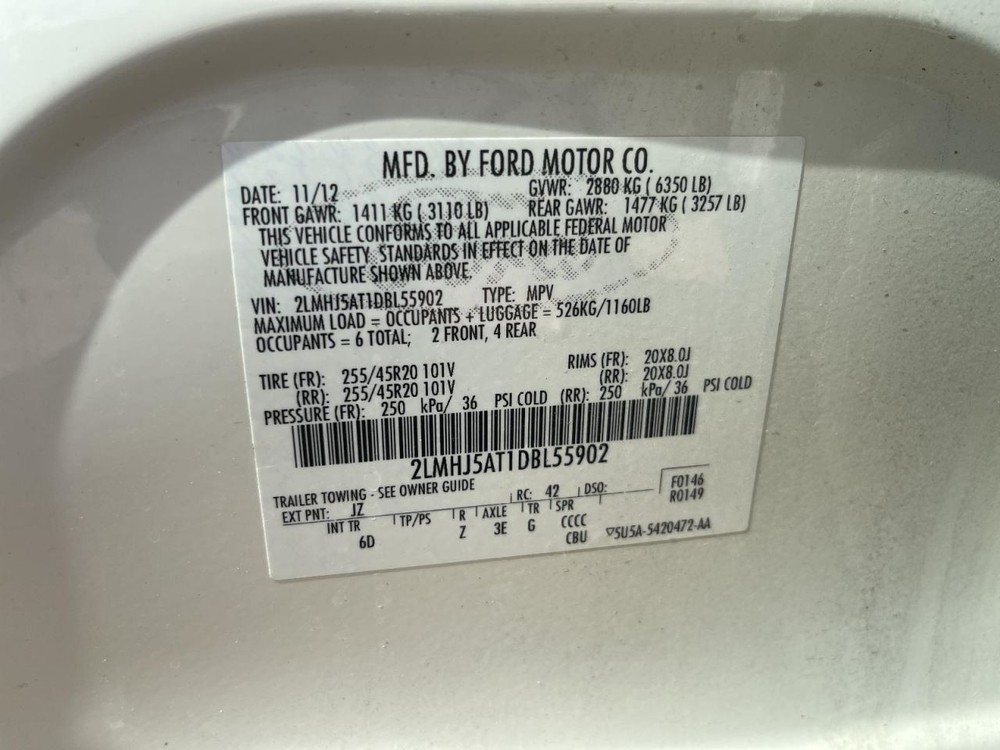 MFD. BY FORD MOTOR CO.
DATE: 11/12 GVWR: 2880 KG ( 6350 LB)
FRONT GAWR: 1411 KG ( 3110 LB) REAR GAWR: 1477 KG ( 3257 LB)
THIS VEHICLE CONFORMS TO ALL APPLICABLE FEDERAL MOTOR
VEHICLE SAFETY STANDARDS IN EFFECT ON THE DATE OF
MANUFACTURE SHOWN ABOVE.
VIN: 2LMHJ5AT1DBL55902 TYPE: MPV
MAXIMUM LOAD = OCCUPANTS + LUGGAGE = 526KG/1160LB
OCCUPANTS = 6 TOTAL; 2 FRONT, 4 REAR
TIRE (FR): 255/45R20 101V RIMS (FR): 20X8.0J
(RR): 255/45R20 101V (RR): 20X8.0J
PRESSURE (FR): 250 kPa/ 36 PSI COLD (RR): 250 kPa/ 36 PSI COLD
2LMHJ5AT1DBL55902
TRAILER TOWING - SEE OWNER GUIDE
EXT PNT: JZ RC: 42 DSO: F0146
R0149
INT TR TP/PS R AXLE TR SPR
6D Z 3E G CCCC
CBU ▽5U5A-5420472-AA